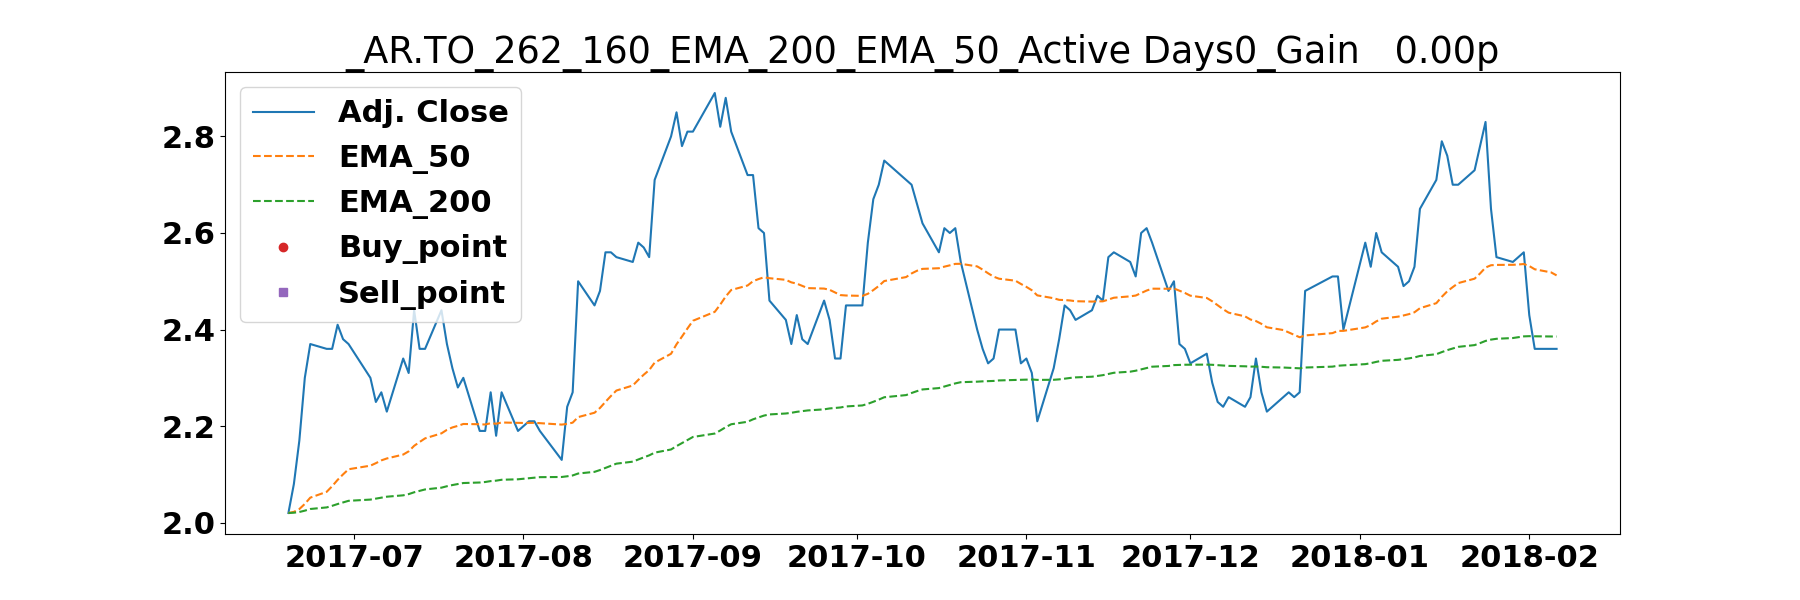 _AR.TO_262_160_EMA_200_EMA_50_Active Days0_Gain   0.00p
Adj. Close
EMA_50
EMA_200
Buy_point
Sell_point
2.8
2.6
2.4
2.2
2.0
2017-07 2017-08 2017-09 2017-10 2017-11 2017-12 2018-01 2018-02